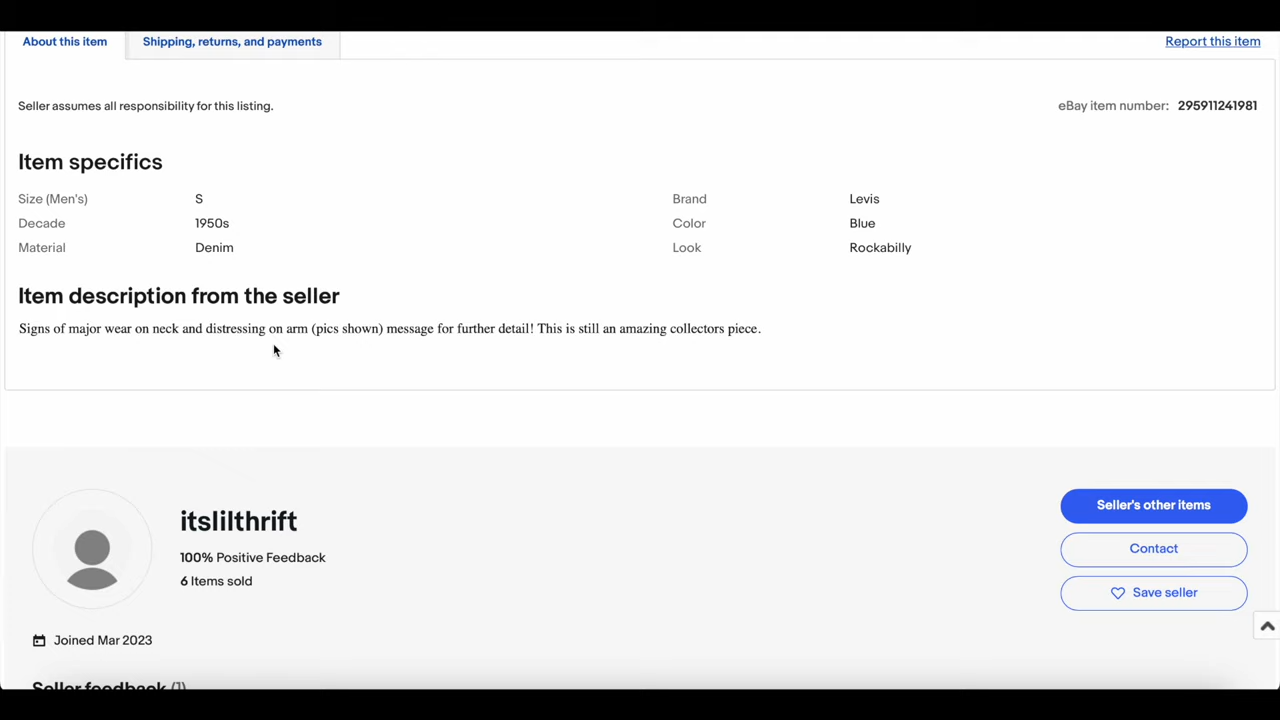 About this item
Shipping, returns, and payments
Report this item
Seller assumes all responsibility for this listing.
eBay item number: 295911241981
Item specifics
Size (Men's) S
Brand Levis
Decade 1950s
Color Blue
Material Denim
Look Rockabilly
Item description from the seller
Signs of major wear on neck and distressing on arm (pics shown) message for further detail! This is still an amazing collectors piece.
itslilthrift
100% Positive Feedback
6 Items sold
Seller's other items
Contact
Save seller
Joined Mar 2023
Seller feedback (1)